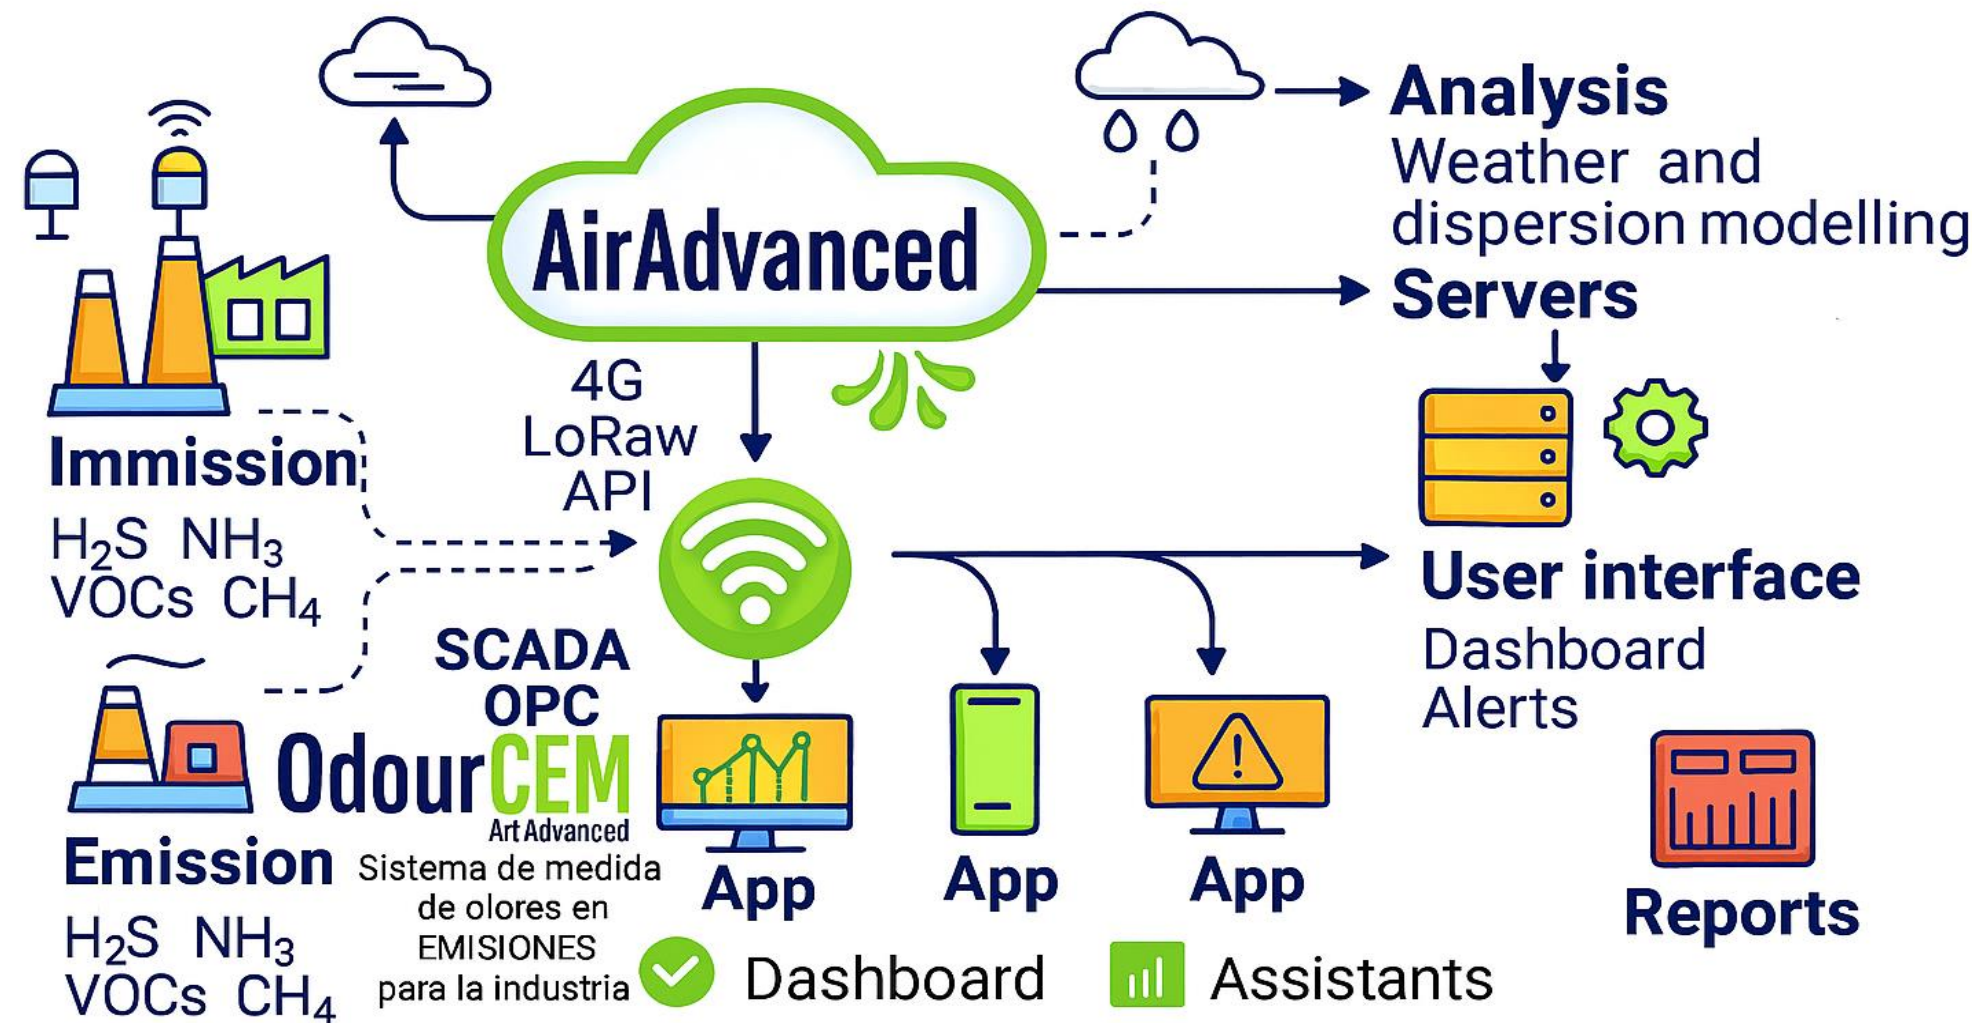 AirAdvanced
Analysis
Weather and
dispersion modelling
Servers
4G
LoRaw
API
Immission
H₂S NH₃
VOCs CH₄
SCADA
OPC
OdourCEM
Art Advanced
Sistema de medida
de olores en
EMISIONES
para la industria
Emission
H₂S NH₃
VOCs CH₄
User interface
Dashboard
Alerts
App
App
App
Reports
Dashboard
Assistants